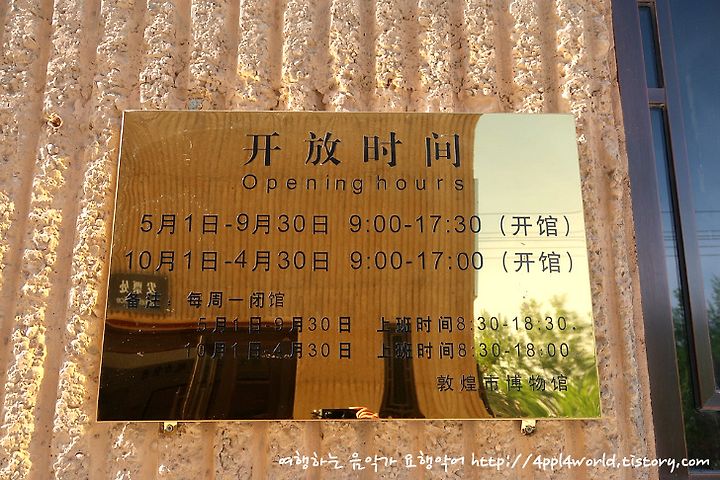 开放时间
Opening hours
5月1日-9月30日 9:00-17:30（开馆）
10月1日-4月30日 9:00-17:00（开馆）
备注：每周一闭馆
5月1日-9月30日 上班时间8:30-18:30.
10月1日-4月30日 上班时间8:30-18:00
敦煌市博物馆
여행하는 음악가 묘행악어 http://4ppl4world.tistory.com